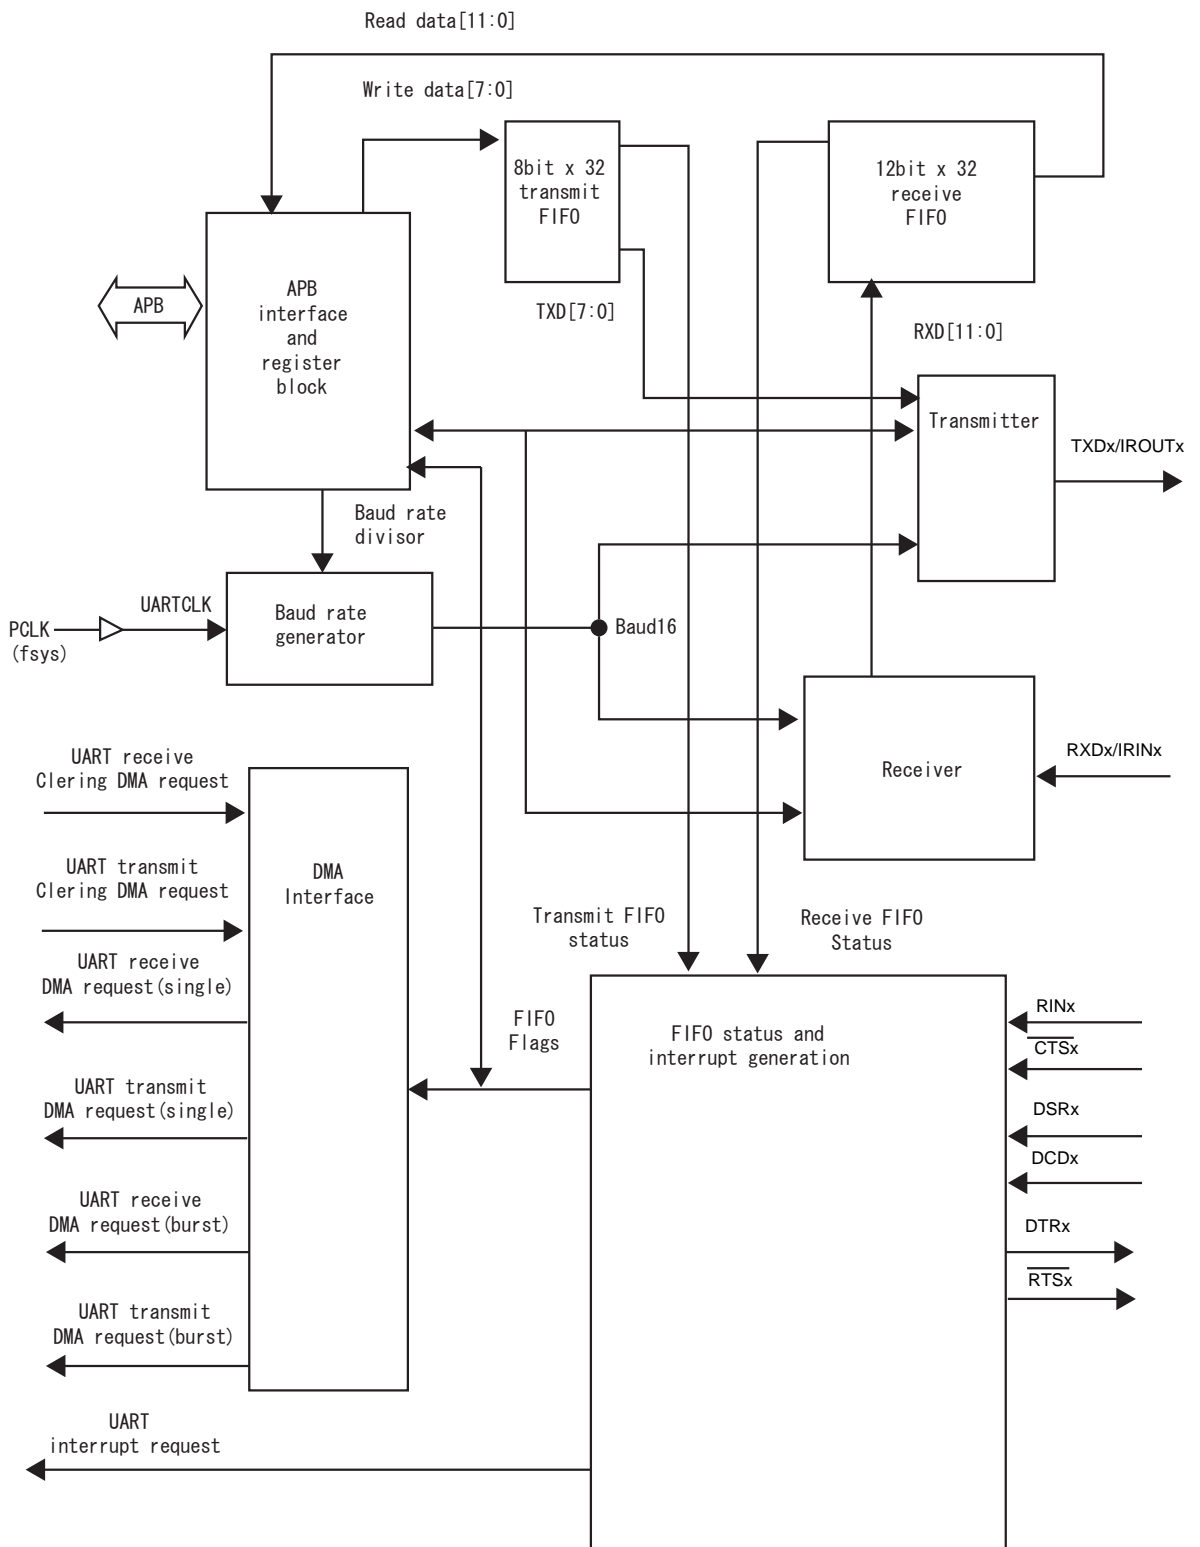 Read data[11:0]
Write data[7:0]
8bit x 32
transmit
FIFO
12bit x 32
receive
FIFO
APB
APB
interface
and
register
block
TXD[7:0]
RXD[11:0]
Transmitter
TXDx/IROUTx
Baud rate
divisor
UARTCLK
PCLK
(fsys)
Baud rate
generator
Baud16
RXDx/IRINx
Receiver
UART receive
Clering DMA request
UART transmit
Clering DMA request
DMA
Interface
UART receive
DMA request(single)
UART transmit
DMA request(single)
UART receive
DMA request(burst)
UART transmit
DMA request(burst)
UART
interrupt request
Transmit FIFO
status
Receive FIFO
Status
FIFO
Flags
FIFO status and
interrupt generation
RINx
CTSx
DSRx
DCDx
DTRx
RTSx